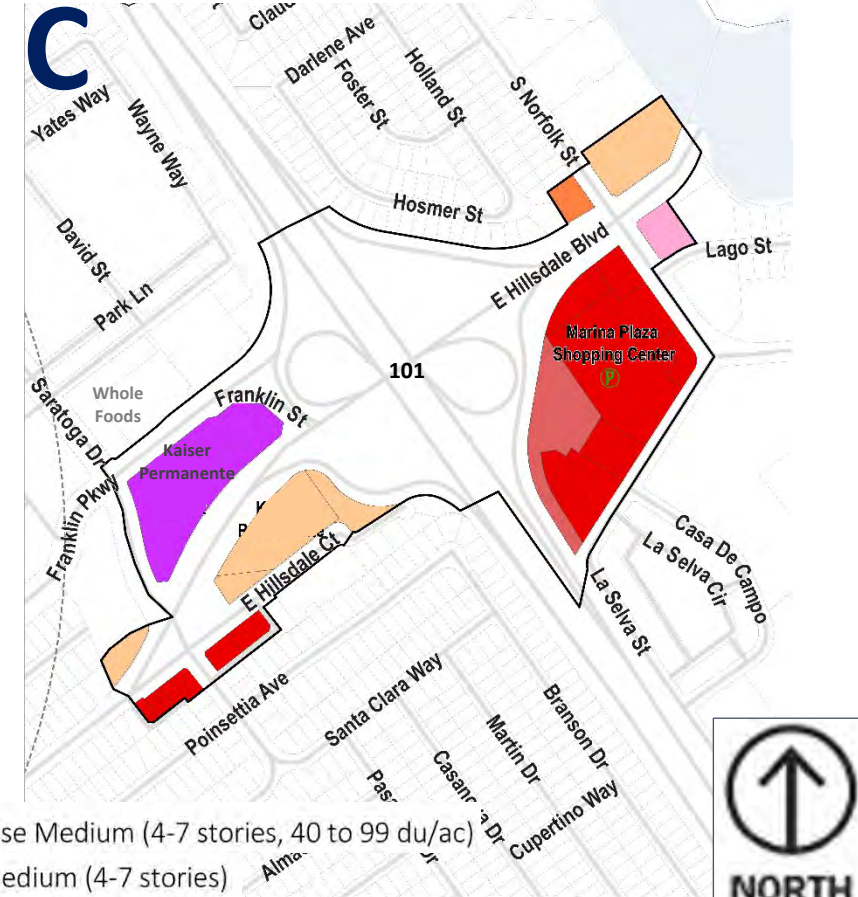 C
Darlene Ave
Foster St
Holland St
S Norfolk St
Yates Way
Wayne Way
Hosmer St
E Hillsdale Blvd
Lago St
David St
Park Ln
Marina Plaza
Shopping Center
P
101
Whole
Foods
Franklin St
Saratoga Dr
Kaiser
Permanente
Franklin Pkwy
E Hillsdale Ct
Casa De Campo
La Selva Cir
La Selva St
Poinsettia Ave
Santa Clara Way
Branson Dr
Martin Dr
Cupertino Way
se Medium (4-7 stories, 40 to 99 du/ac)
edium (4-7 stories)
NORTH